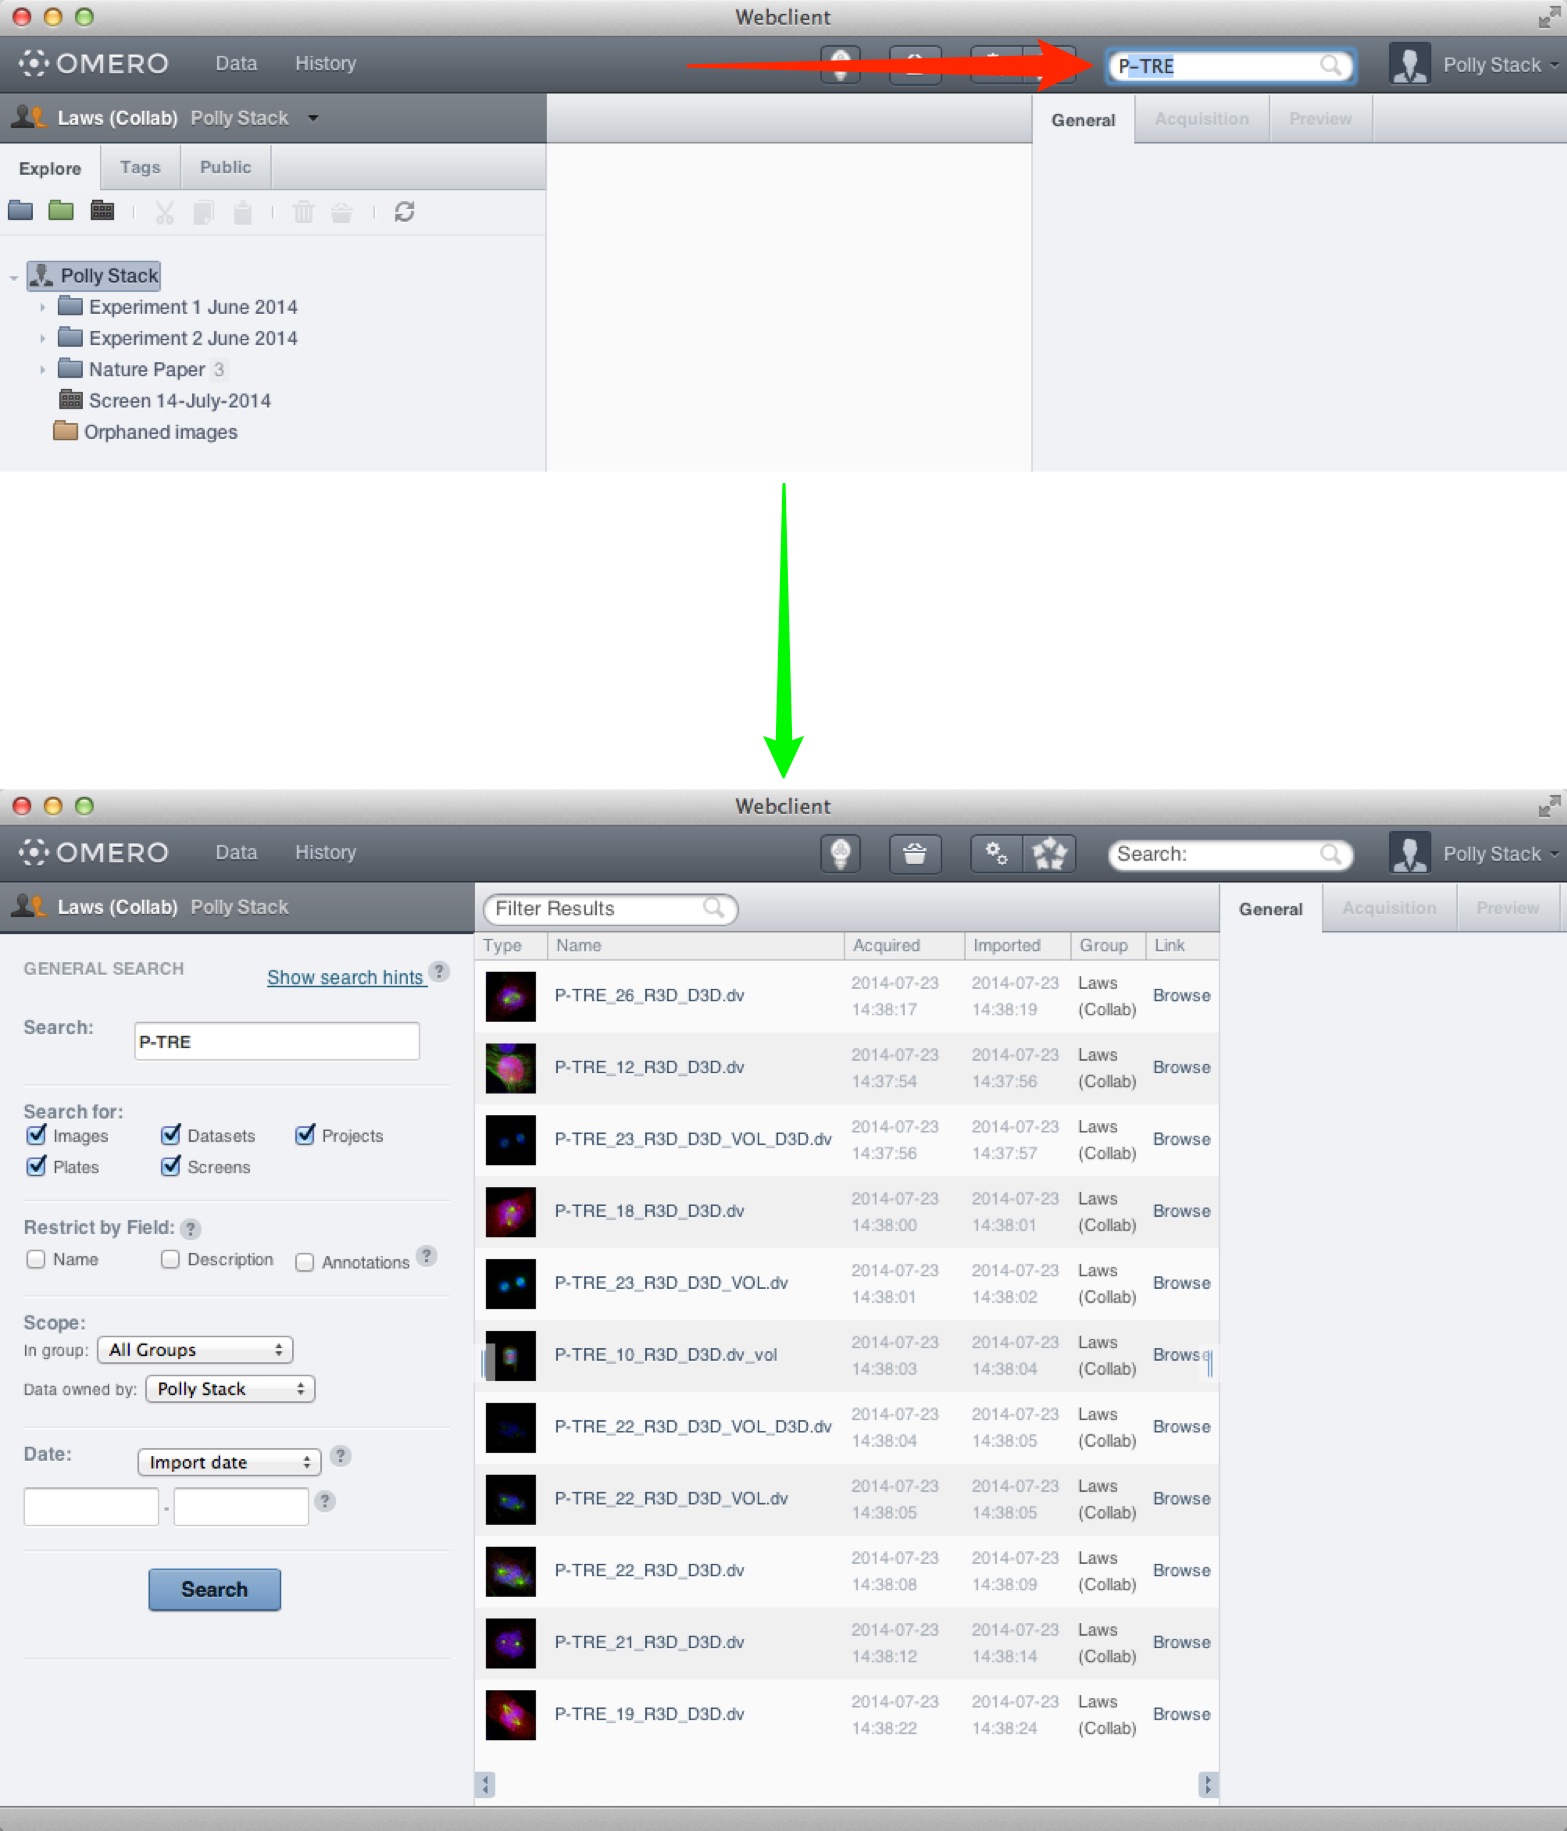 Webclient
OMERO Data History P-TRE Polly Stack
Laws (Collab) Polly Stack
General Acquisition Preview
Explore Tags Public
Polly Stack
Experiment 1 June 2014
Experiment 2 June 2014
Nature Paper 3
Screen 14-July-2014
Orphaned images
Webclient
OMERO Data History Search: Polly Stack
Laws (Collab) Polly Stack
Filter Results
General Acquisition Preview
GENERAL SEARCH
Show search hints ?
Search: P-TRE
Search for:
Images Datasets Projects
Plates Screens
Restrict by Field: ?
Name Description Annotations ?
Scope:
In group: All Groups
Data owned by: Polly Stack
Date: Import date ?
- ?
Search
Type Name Acquired Imported Group Link
P-TRE_26_R3D_D3D.dv 2014-07-23 14:38:17 2014-07-23 14:38:19 Laws (Collab) Browse
P-TRE_12_R3D_D3D.dv 2014-07-23 14:37:54 2014-07-23 14:37:56 Laws (Collab) Browse
P-TRE_23_R3D_D3D_VOL_D3D.dv 2014-07-23 14:37:56 2014-07-23 14:37:57 Laws (Collab) Browse
P-TRE_18_R3D_D3D.dv 2014-07-23 14:38:00 2014-07-23 14:38:01 Laws (Collab) Browse
P-TRE_23_R3D_D3D_VOL.dv 2014-07-23 14:38:01 2014-07-23 14:38:02 Laws (Collab) Browse
P-TRE_10_R3D_D3D.dv_vol 2014-07-23 14:38:03 2014-07-23 14:38:04 Laws (Collab) Browse
P-TRE_22_R3D_D3D_VOL_D3D.dv 2014-07-23 14:38:04 2014-07-23 14:38:05 Laws (Collab) Browse
P-TRE_22_R3D_D3D_VOL.dv 2014-07-23 14:38:05 2014-07-23 14:38:05 Laws (Collab) Browse
P-TRE_22_R3D_D3D.dv 2014-07-23 14:38:08 2014-07-23 14:38:09 Laws (Collab) Browse
P-TRE_21_R3D_D3D.dv 2014-07-23 14:38:12 2014-07-23 14:38:14 Laws (Collab) Browse
P-TRE_19_R3D_D3D.dv 2014-07-23 14:38:22 2014-07-23 14:38:24 Laws (Collab) Browse